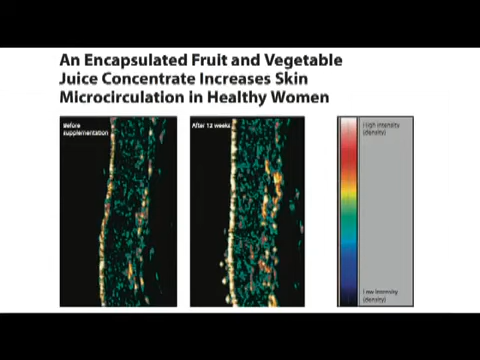 An Encapsulated Fruit and Vegetable
Juice Concentrate Increases Skin
Microcirculation in Healthy Women
Before
supplementation
After 12 weeks
High intensity
(density)
Low intensity
(density)